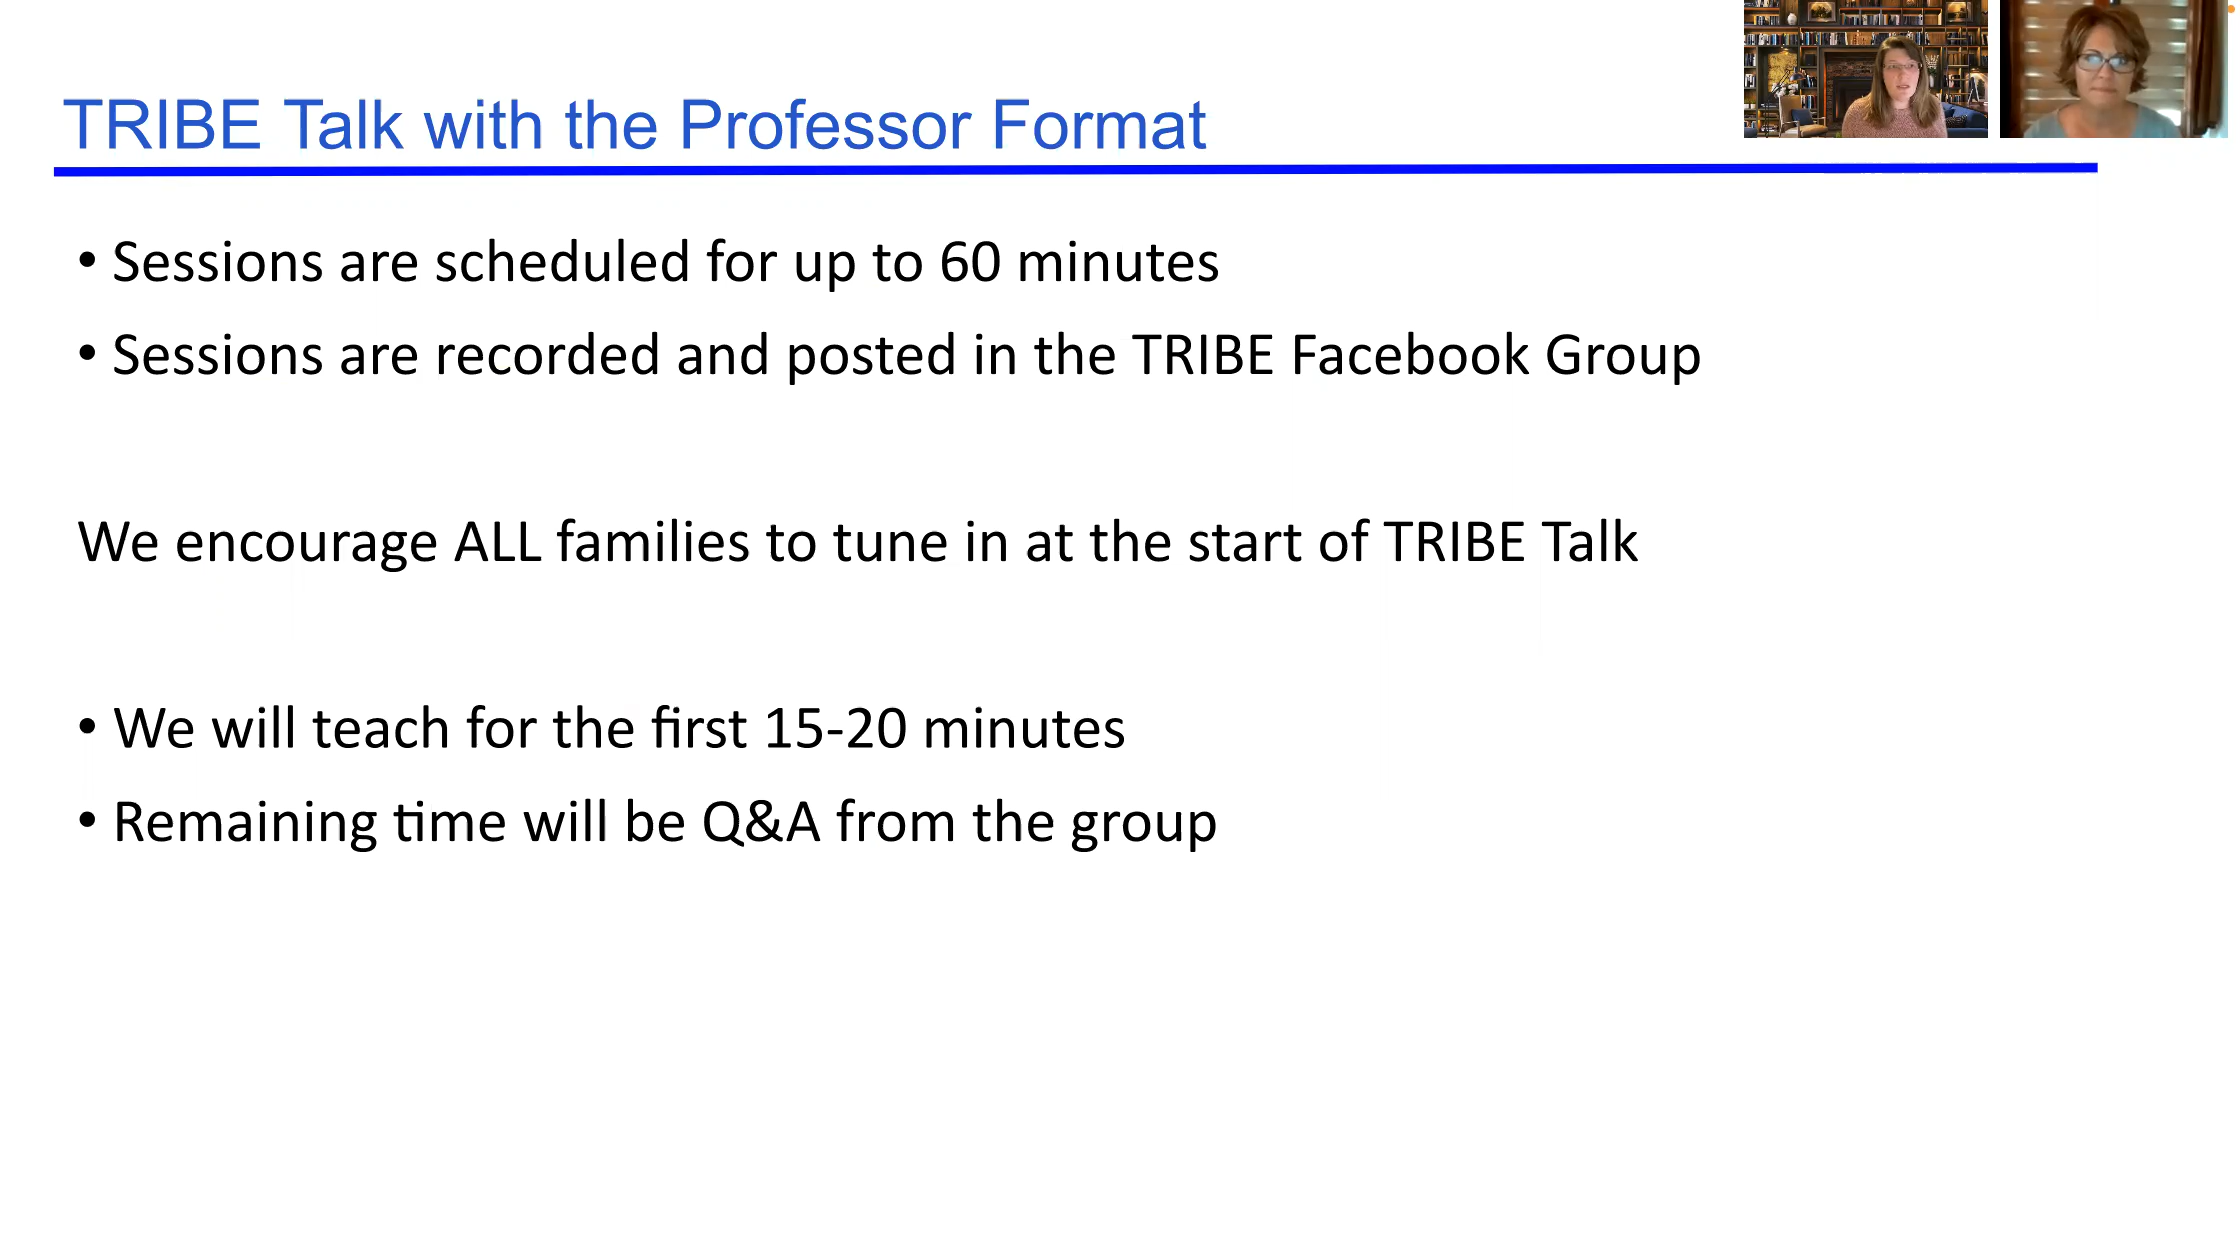 TRIBE Talk with the Professor Format
• Sessions are scheduled for up to 60 minutes
• Sessions are recorded and posted in the TRIBE Facebook Group
We encourage ALL families to tune in at the start of TRIBE Talk
• We will teach for the first 15-20 minutes
• Remaining time will be Q&A from the group